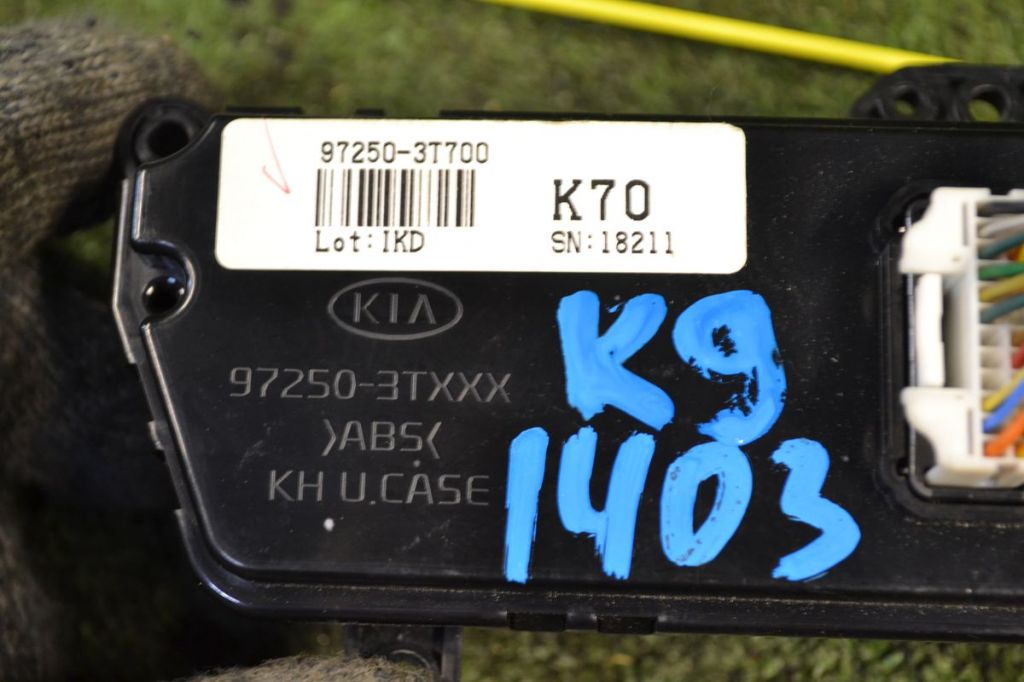 97250-3T700
Lot:IKD
K70
SN:18211
KIA
97250-3TXXX
>ABS<
KH U.CASE
K9
1403